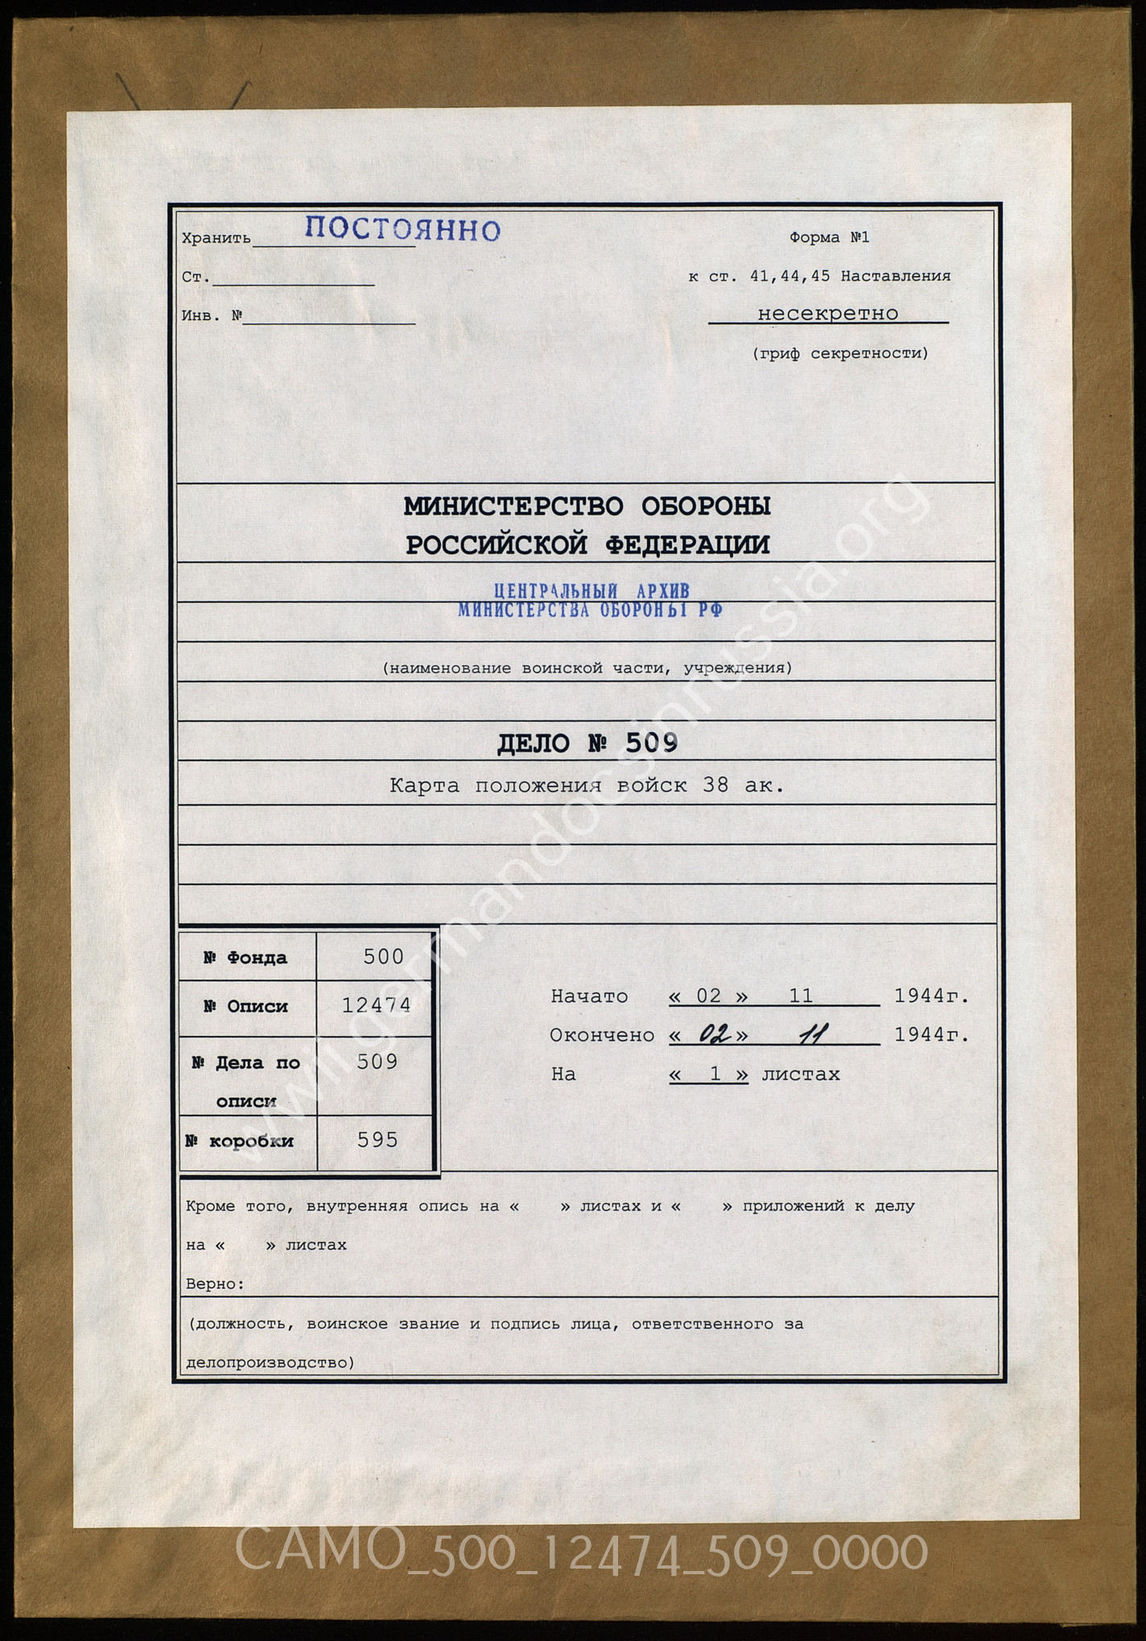 Хранить ПОСТОЯННО
Форма №1
Ст.
к ст. 41,44,45 Наставления
Инв. №
несекретно
(гриф секретности)
МИНИСТЕРСТВО ОБОРОНЫ
РОССИЙСКОЙ ФЕДЕРАЦИИ
ЦЕНТРАЛЬНЫЙ АРХИВ
МИНИСТЕРСТВА ОБОРОНЫ РФ
(наименование воинской части, учреждения)
ДЕЛО № 509
Карта положения войск 38 ак.
№ Фонда 500
№ Описи 12474
№ Дела по описи 509
№ коробки 595
Начато « 02 » 11 1944г.
Окончено « 02 » 11 1944г.
На « 1 » листах
Кроме того, внутренняя опись на « » листах и « » приложений к делу
на « » листах
Верно:
(должность, воинское звание и подпись лица, ответственного за
делопроизводство)
www.germandocsinrussia.org
CAMO_500_12474_509_0000